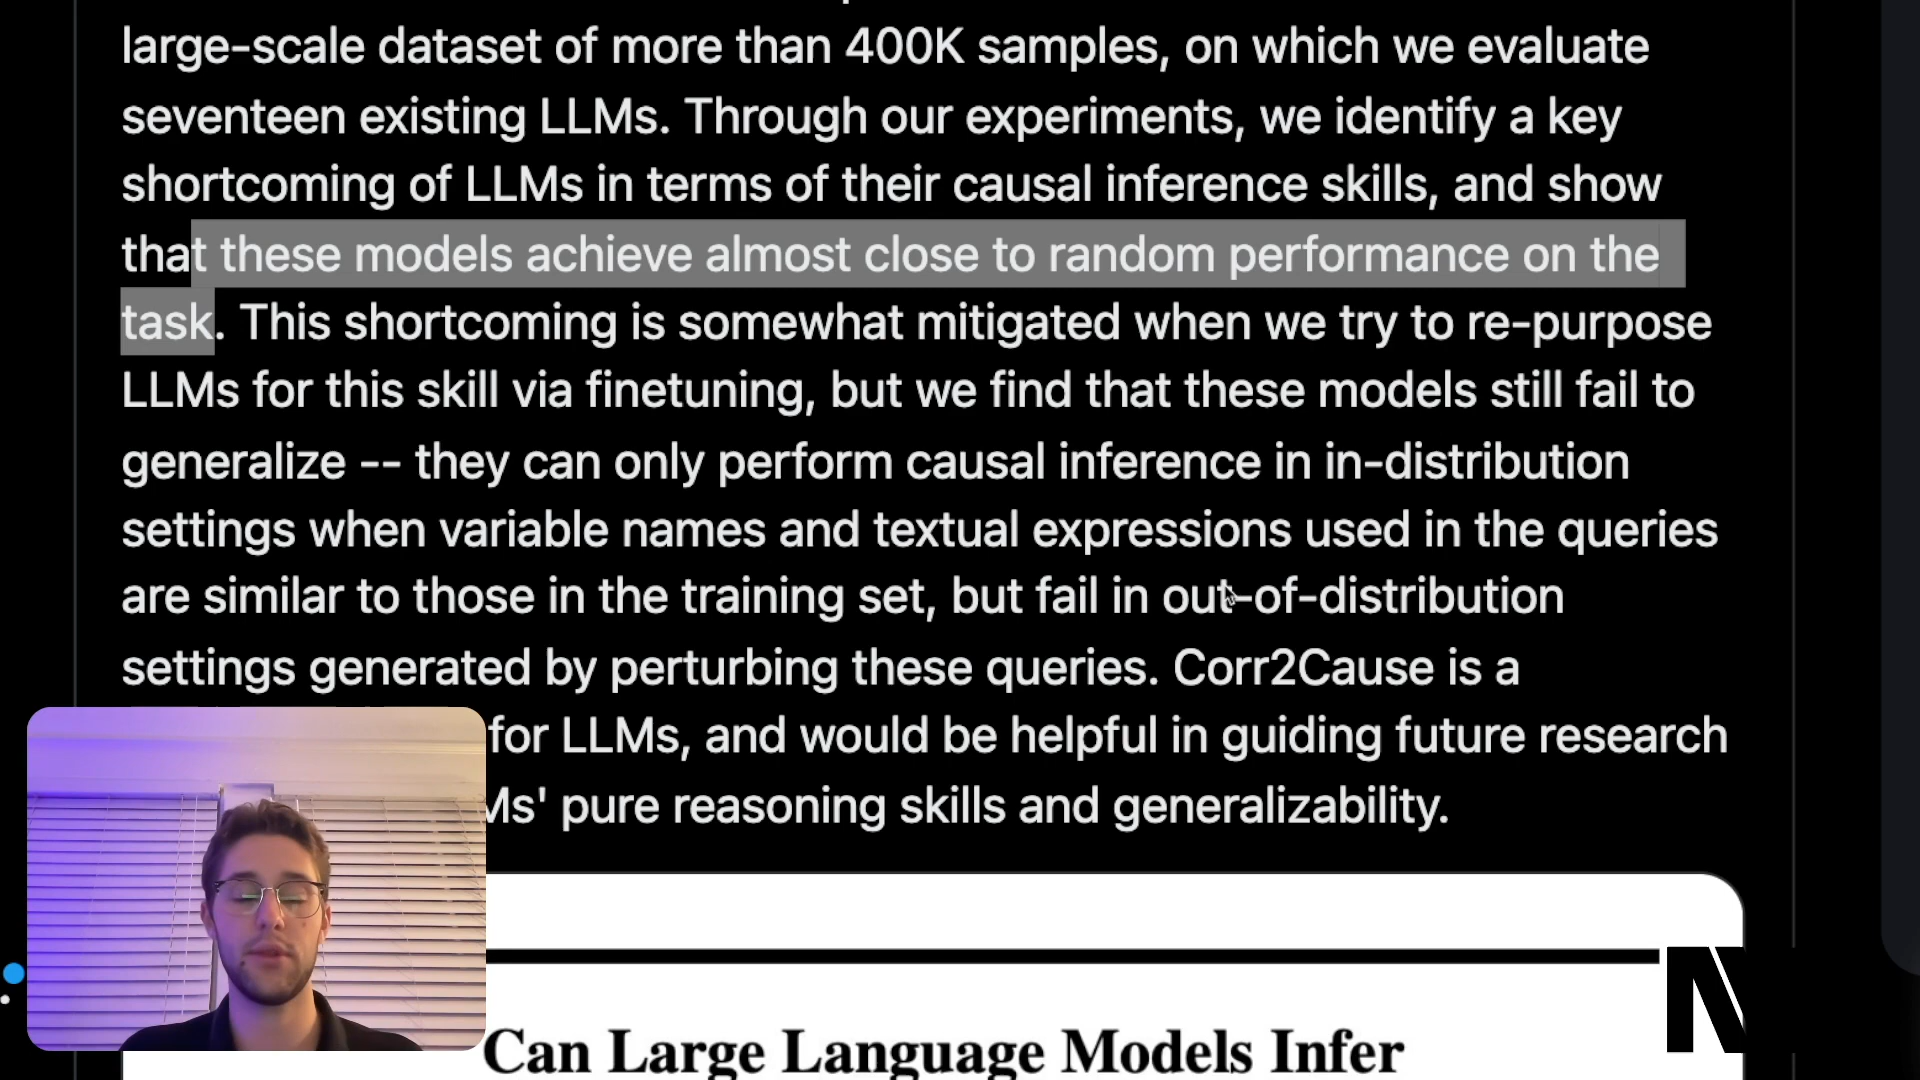 large-scale dataset of more than 400K samples, on which we evaluate
seventeen existing LLMs. Through our experiments, we identify a key
shortcoming of LLMs in terms of their causal inference skills, and show
that these models achieve almost close to random performance on the
task. This shortcoming is somewhat mitigated when we try to re-purpose
LLMs for this skill via finetuning, but we find that these models still fail to
generalize -- they can only perform causal inference in in-distribution
settings when variable names and textual expressions used in the queries
are similar to those in the training set, but fail in out-of-distribution
settings generated by perturbing these queries. Corr2Cause is a
for LLMs, and would be helpful in guiding future research
Ms' pure reasoning skills and generalizability.
Can Large Language Models Infer